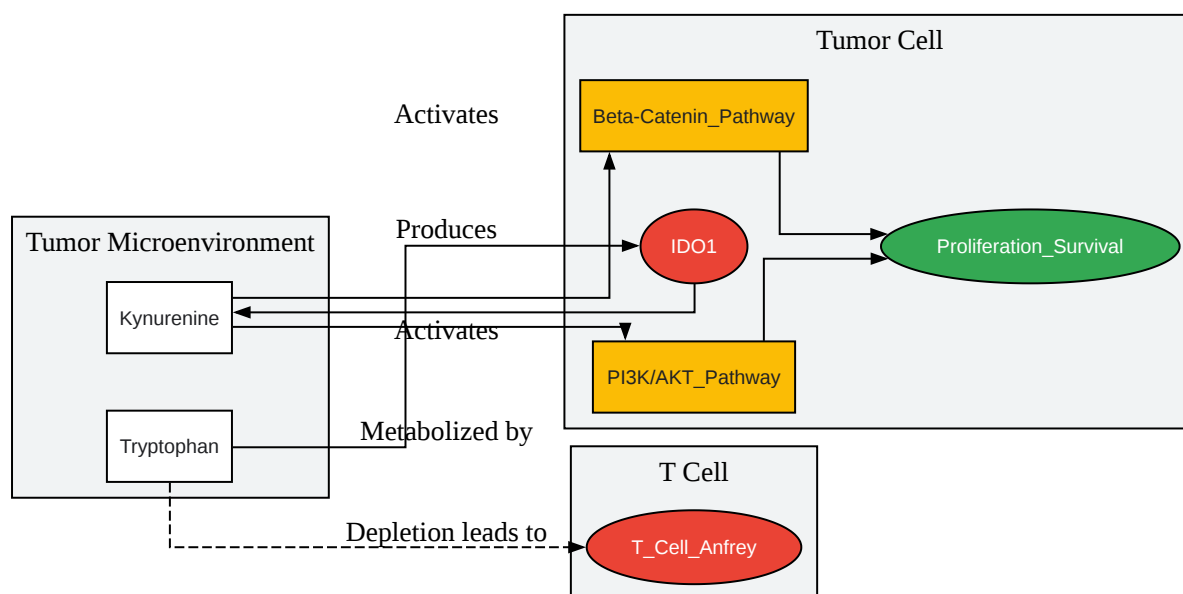 Tumor Cell
Activates
Beta-Catenin_Pathway
Produces
Tumor Microenvironment
IDO1
Proliferation_Survival
Kynurenine
Activates
PI3K/AKT_Pathway
Tryptophan
Metabolized by
T Cell
Depletion leads to
T_Cell_Anfrey